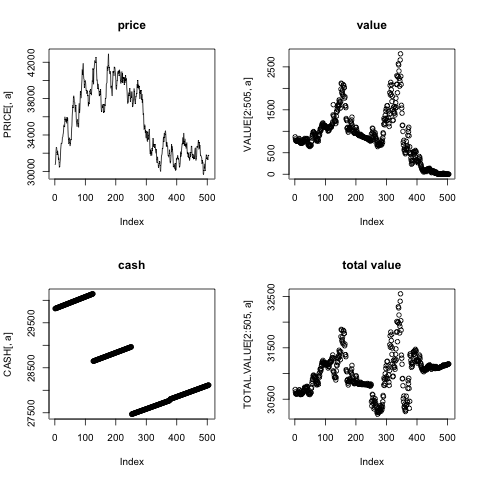 price
PRICE[, a]
30000 34000 38000 42000
0 100 200 300 400 500
Index
value
VALUE[2:505, a]
0 500 1500 2500
0 100 200 300 400 500
Index
cash
CASH[, a]
27500 28500 29500
0 100 200 300 400 500
Index
total value
TOTAL.VALUE[2:505, a]
30500 31500 32500
0 100 200 300 400 500
Index